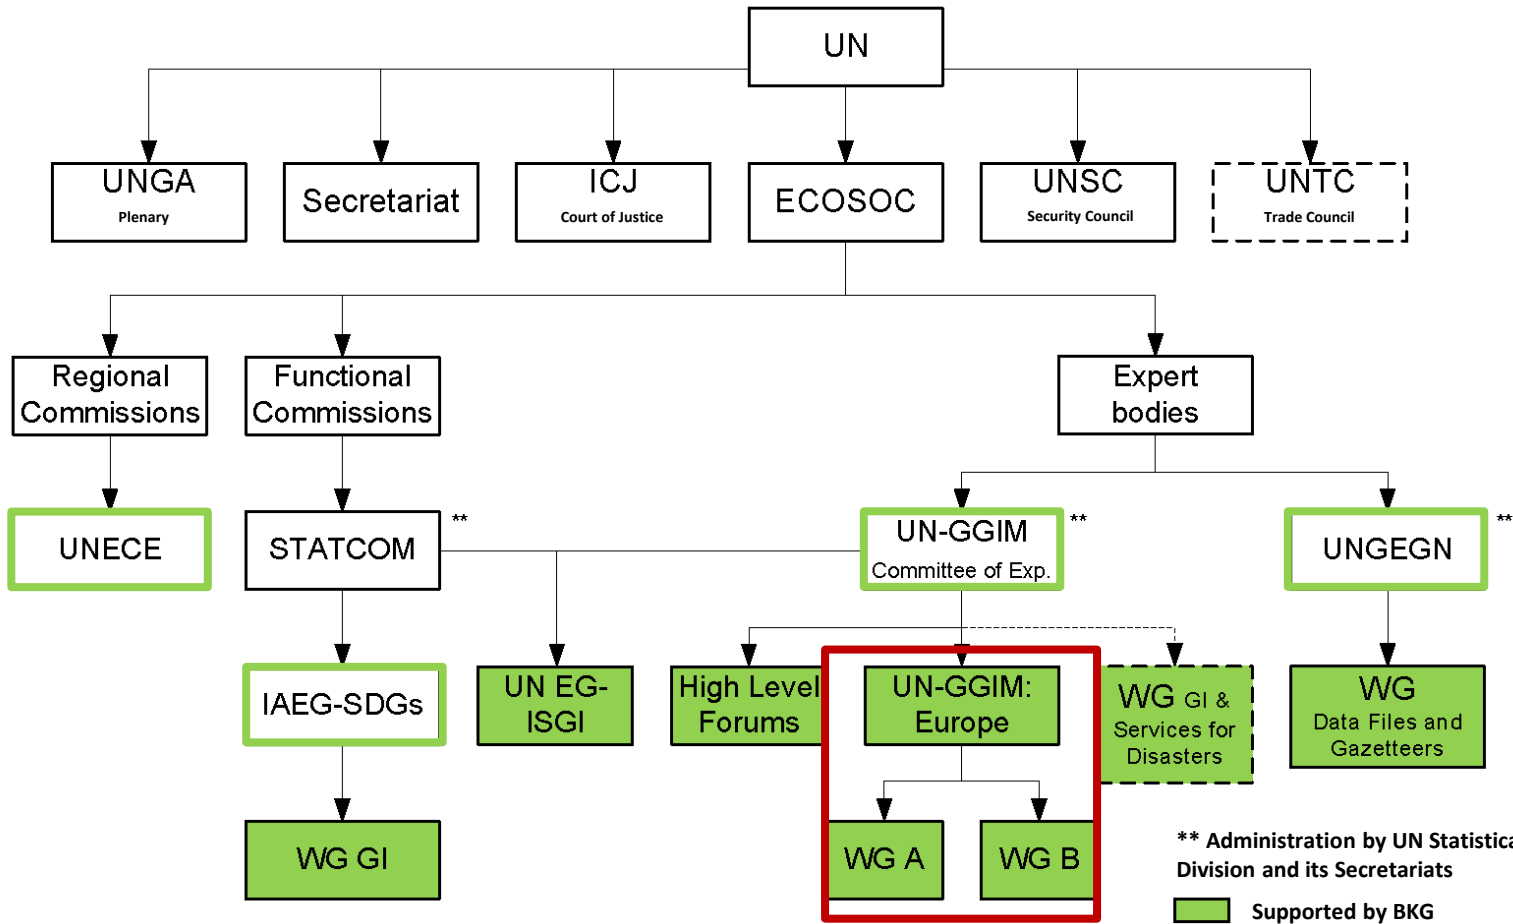 UN
UNGA
Plenary
Secretariat
ICJ
Court of Justice
ECOSOC
UNSC
Security Council
UNTC
Trade Council
Regional
Commissions
Functional
Commissions
Expert
bodies
UNECE
STATCOM
**
UN-GGIM
Committee of Exp.
**
UNGEGN
**
IAEG-SDGs
UN EG-
ISGI
High Level
Forums
UN-GGIM:
Europe
WG GI &
Services for
Disasters
WG
Data Files and
Gazetteers
WG GI
WG A
WG B
** Administration by UN Statistica
Division and its Secretariats
Supported by BKG